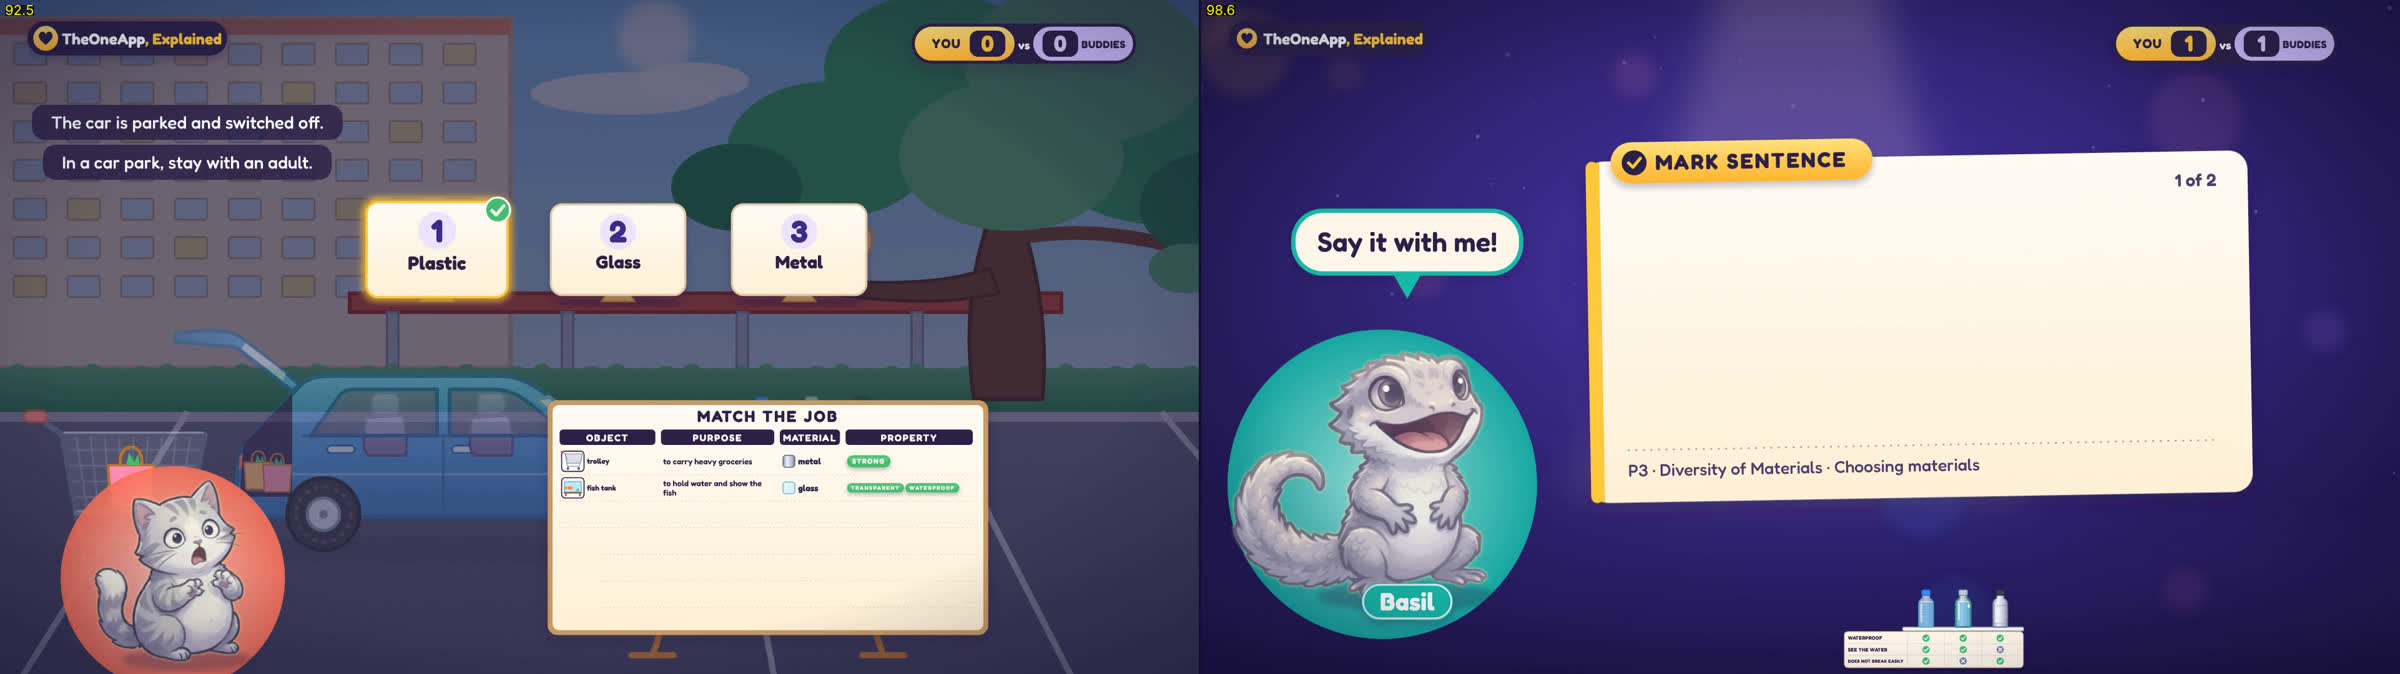 92.5
TheOneApp, Explained
YOU 0 vs 0 BUDDIES
The car is parked and switched off.
In a car park, stay with an adult.
1
Plastic
2
Glass
3
Metal
MATCH THE JOB
OBJECT PURPOSE MATERIAL PROPERTY
trolley to carry heavy groceries metal STRONG
fish tank to hold water and show the fish glass TRANSPARENT WATERPROOF
98.6
TheOneApp, Explained
YOU 1 vs 1 BUDDIES
MARK SENTENCE
1 of 2
Say it with me!
P3 · Diversity of Materials · Choosing materials
Basil
WATERPROOF
SEE THE WATER
DOES NOT BREAK EASILY